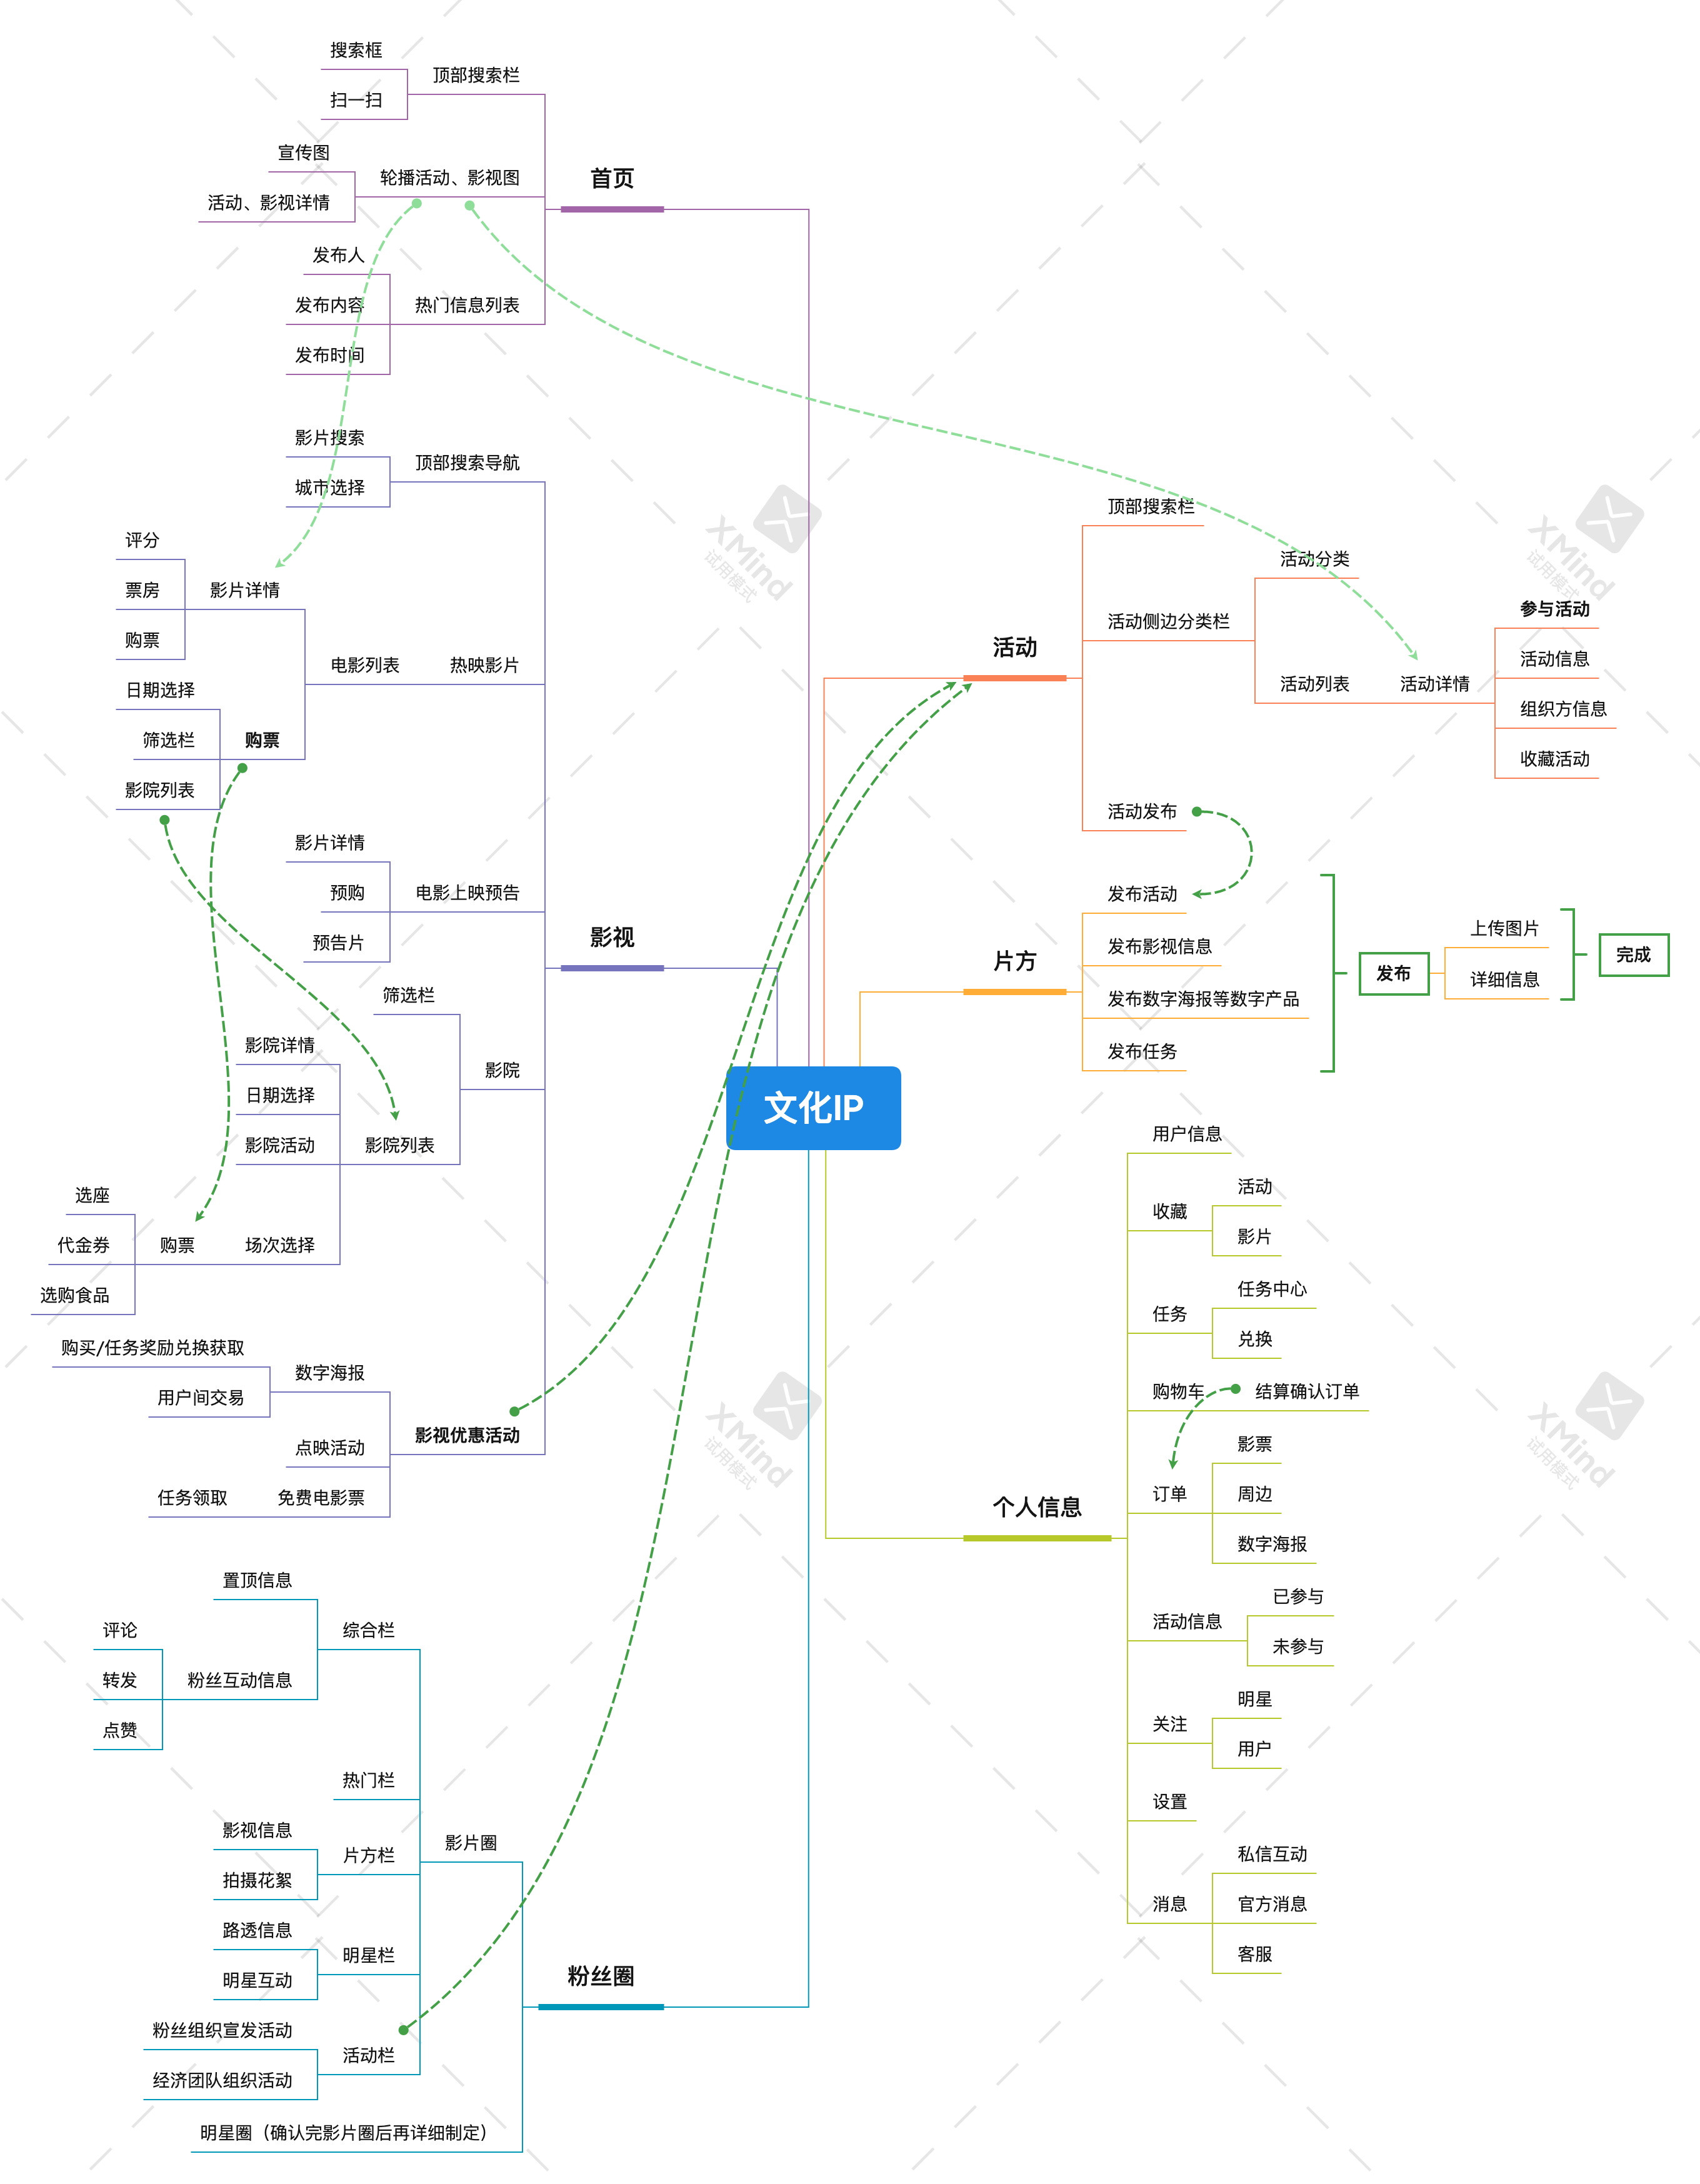 搜索框
顶部搜索栏
扫一扫
宣传图
轮播活动、影视图
活动、影视详情
首页
发布人
发布内容
热门信息列表
发布时间
影片搜索
顶部搜索导航
城市选择
评分
票房
影片详情
购票
电影列表
热映影片
日期选择
筛选栏
购票
影院列表
影片详情
预购
电影上映预告
预告片
影视
筛选栏
影院
影院详情
日期选择
影院活动
影院列表
选座
代金券
购票
场次选择
选购食品
购买/任务奖励兑换获取
数字海报
用户间交易
影视优惠活动
点映活动
任务领取
免费电影票
置顶信息
综合栏
评论
转发
粉丝互动信息
点赞
热门栏
影片圈
影视信息
片方栏
拍摄花絮
路透信息
明星栏
明星互动
粉丝圈
粉丝组织宣发活动
活动栏
经济团队组织活动
明星圈（确认完影片圈后再详细制定）
文化IP
顶部搜索栏
活动分类
活动
活动侧边分类栏
活动列表
活动详情
参与活动
活动信息
组织方信息
收藏活动
活动发布
发布活动
片方
发布影视信息
发布数字海报等数字产品
发布任务
发布
上传图片
详细信息
完成
用户信息
收藏
活动
影片
任务
任务中心
兑换
购物车
结算确认订单
订单
影票
周边
数字海报
个人信息
活动信息
已参与
未参与
关注
明星
用户
设置
消息
私信互动
官方消息
客服
XMind
试用模式
XMind
试用模式
XMind
试用模式
XMind
试用模式